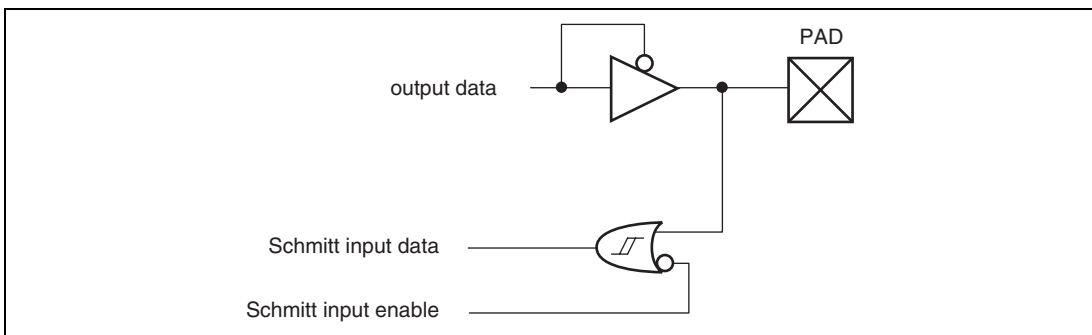 PAD
output data
Schmitt input data
Schmitt input enable